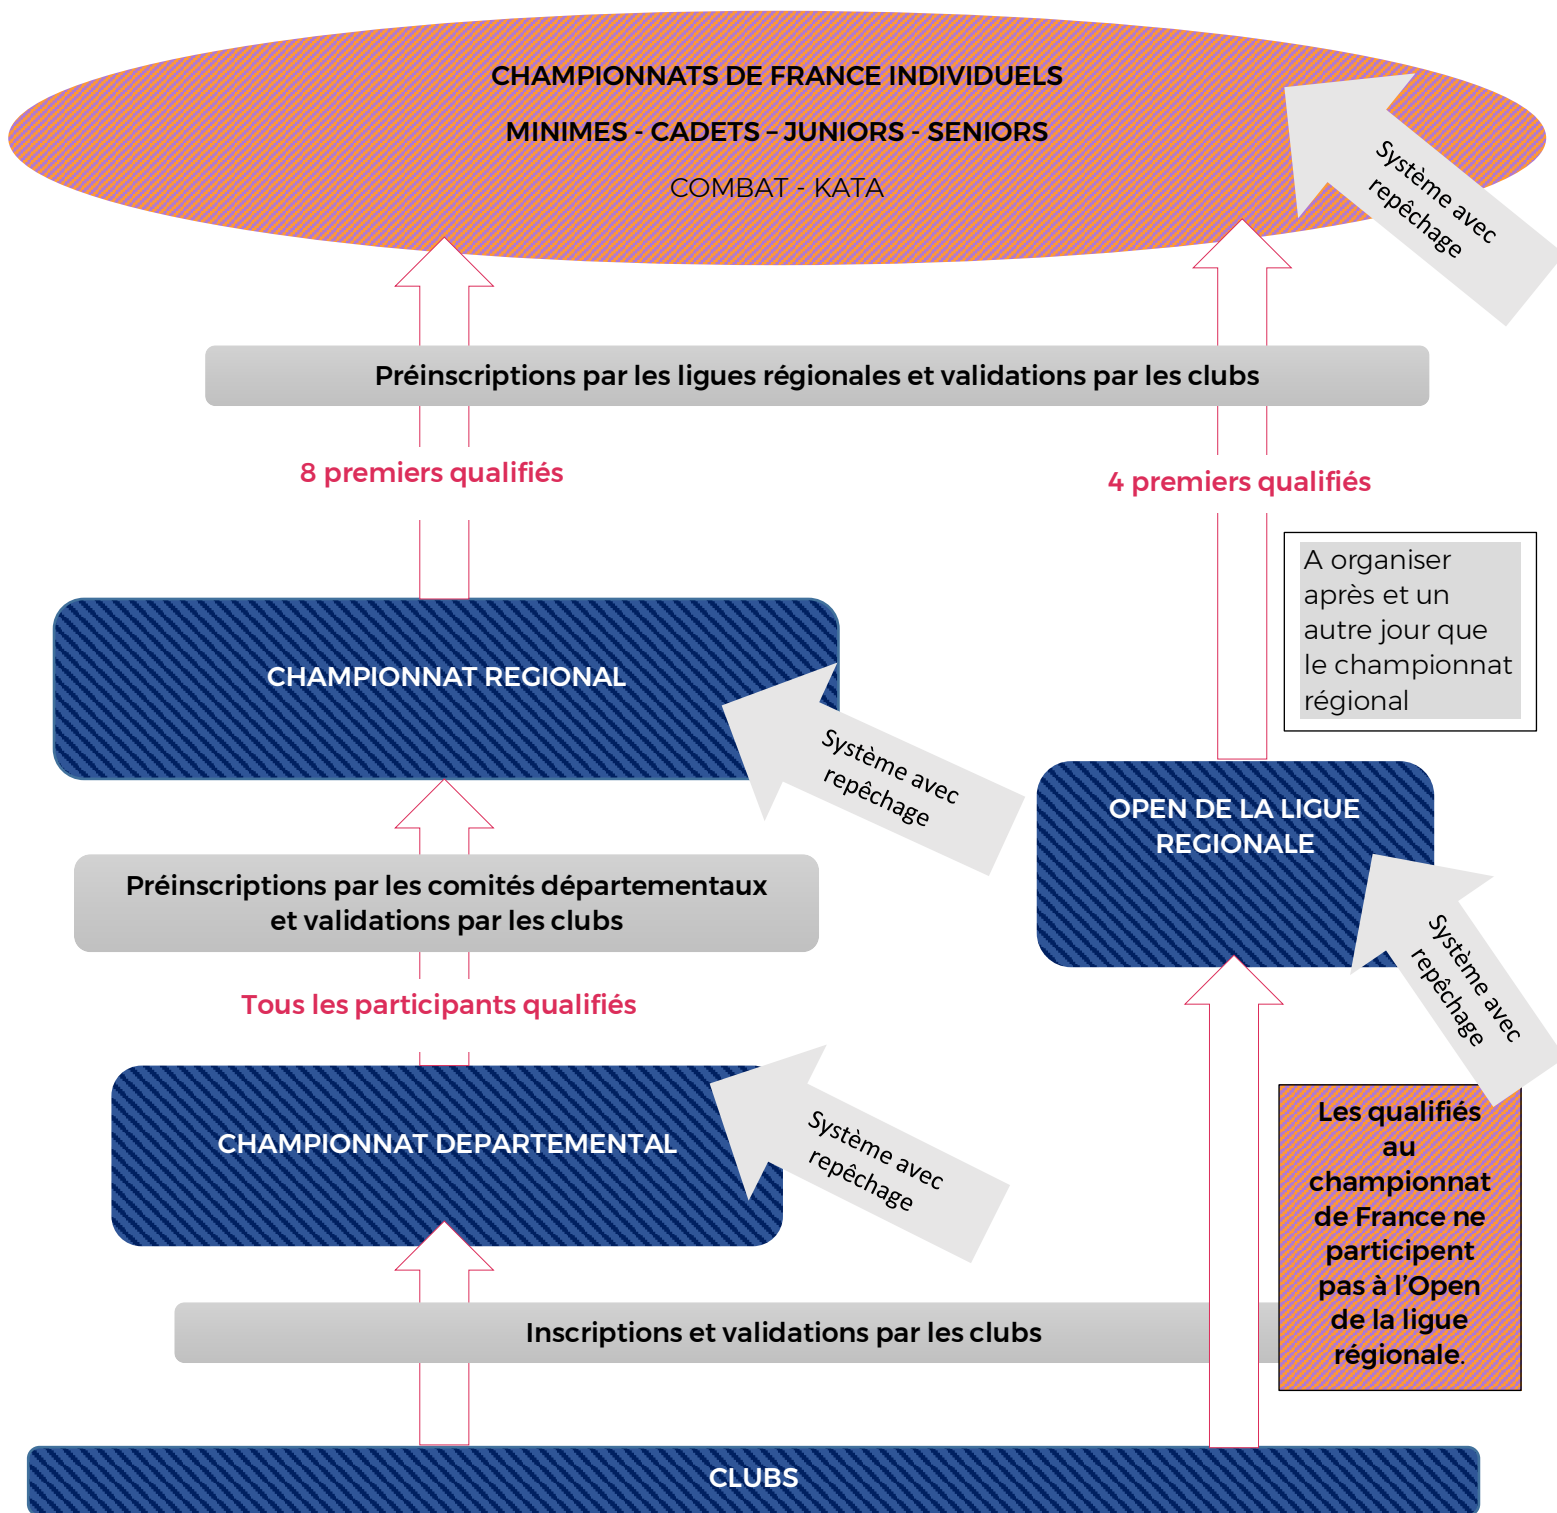 CHAMPIONNATS DE FRANCE INDIVIDUELS
MINIMES - CADETS – JUNIORS - SENIORS
COMBAT - KATA
Système avec
repêchage
Préinscriptions par les ligues régionales et validations par les clubs
8 premiers qualifiés
4 premiers qualifiés
A organiser
après et un
autre jour que
le championnat
régional
CHAMPIONNAT REGIONAL
Système avec
repêchage
OPEN DE LA LIGUE
REGIONALE
Système avec
repêchage
Préinscriptions par les comités départementaux
et validations par les clubs
Tous les participants qualifiés
CHAMPIONNAT DEPARTEMENTAL
Système avec
repêchage
Les qualifiés
au
championnat
de France ne
participent
pas à l’Open
de la ligue
régionale.
Inscriptions et validations par les clubs
CLUBS